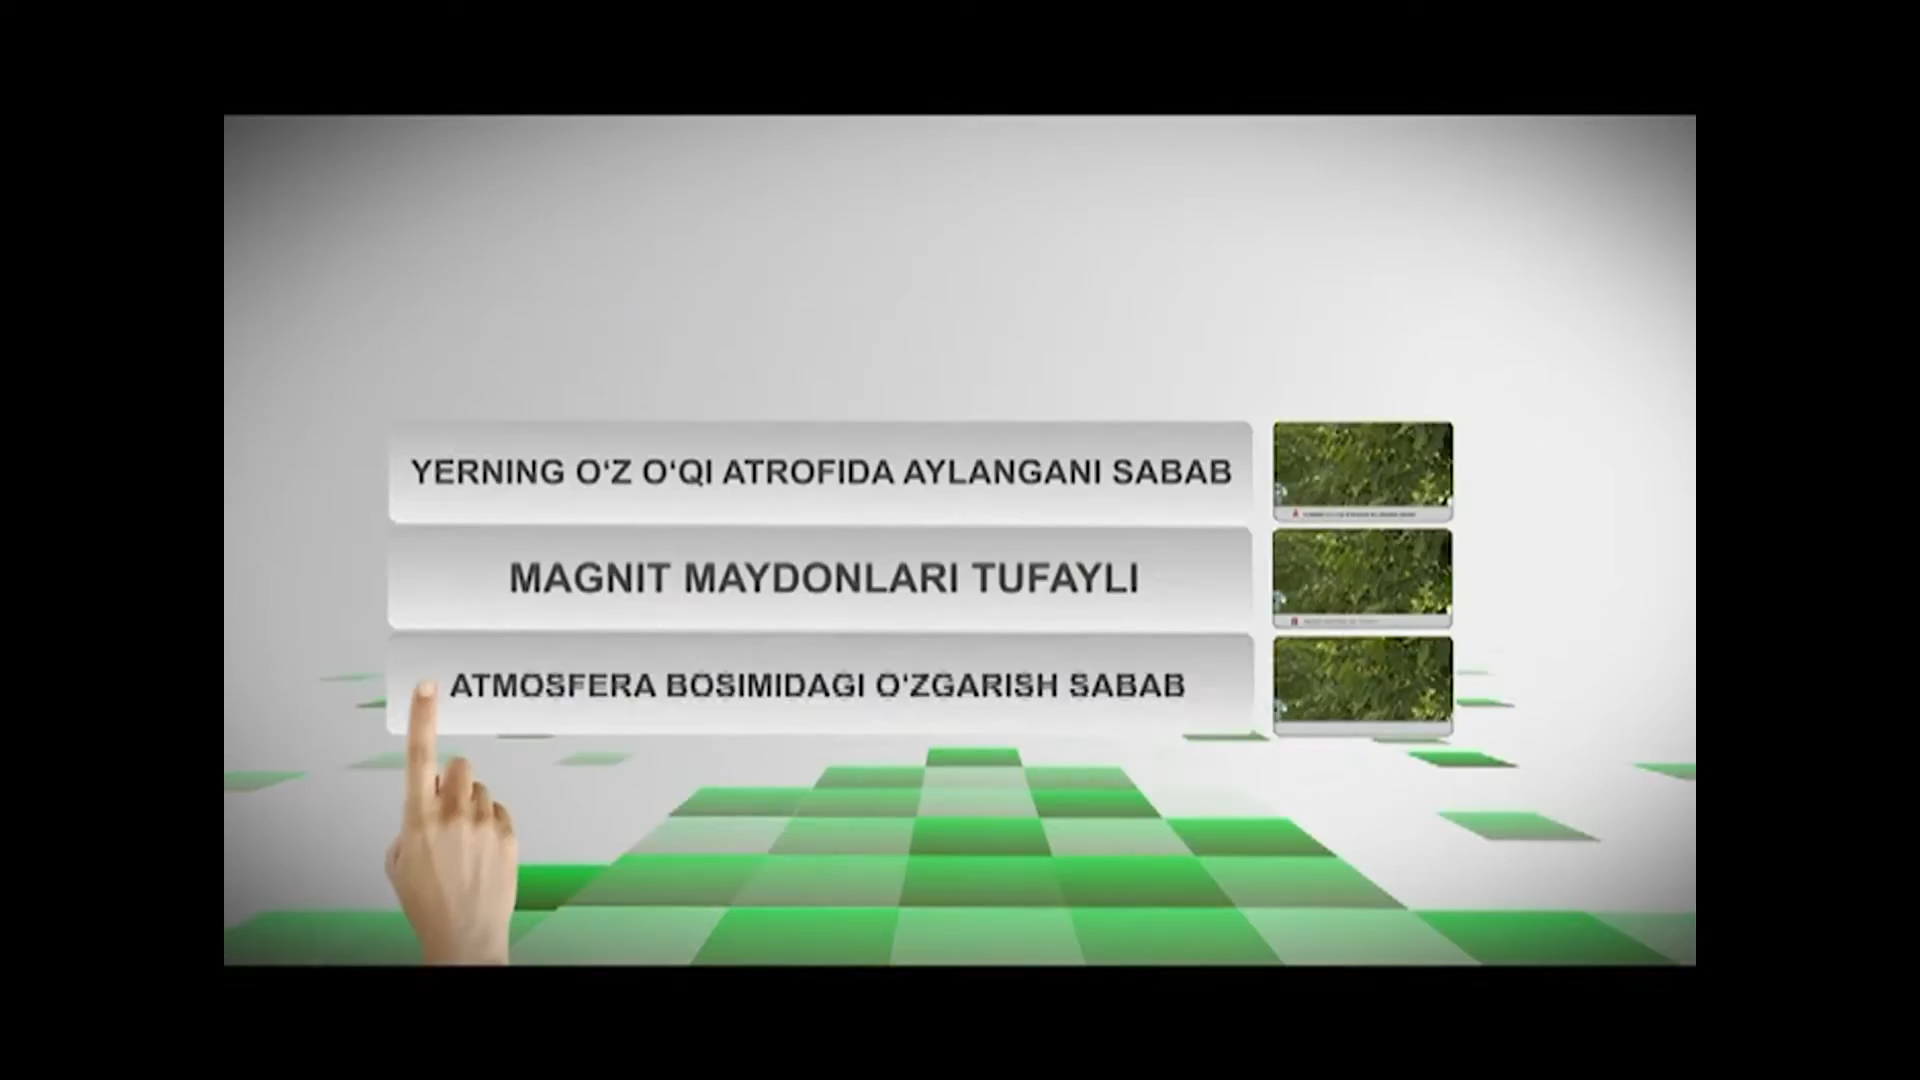 YERNING O‘Z O‘QI ATROFIDA AYLANGANI SABAB
MAGNIT MAYDONLARI TUFAYLI
ATMOSFERA BOSIMIDAGI O‘ZGARISH SABAB